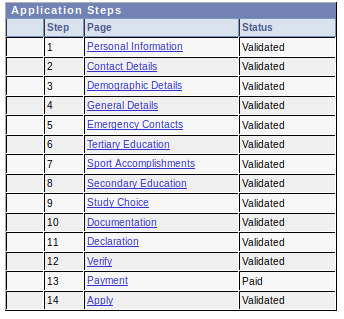 Application Steps
Step Page Status
1 Personal Information Validated
2 Contact Details Validated
3 Demographic Details Validated
4 General Details Validated
5 Emergency Contacts Validated
6 Tertiary Education Validated
7 Sport Accomplishments Validated
8 Secondary Education Validated
9 Study Choice Validated
10 Documentation Validated
11 Declaration Validated
12 Verify Validated
13 Payment Paid
14 Apply Validated